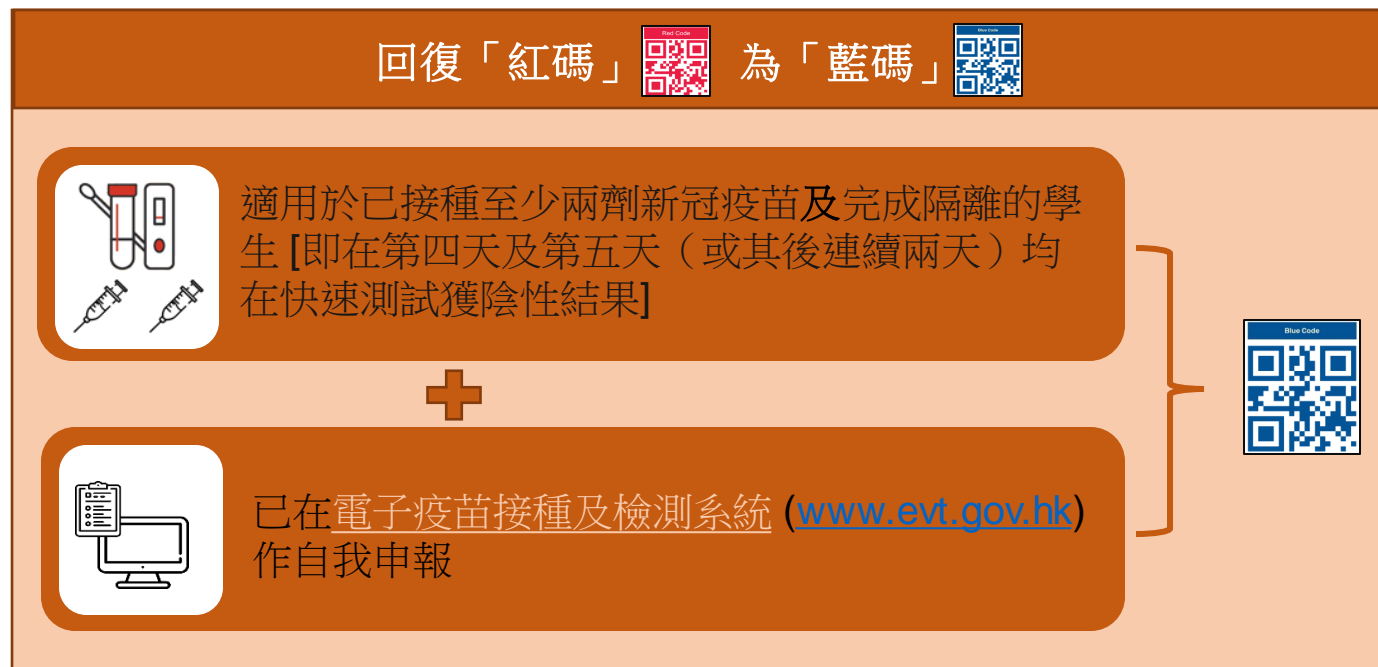 回復「紅碼」 Red Code 為「藍碼」 Blue Code
適用於已接種至少兩劑新冠疫苗及完成隔離的學
生 [即在第四天及第五天（或其後連續兩天）均
在快速測試獲陰性結果]
Blue Code
已在電子疫苗接種及檢測系統 (www.evt.gov.hk)
作自我申報